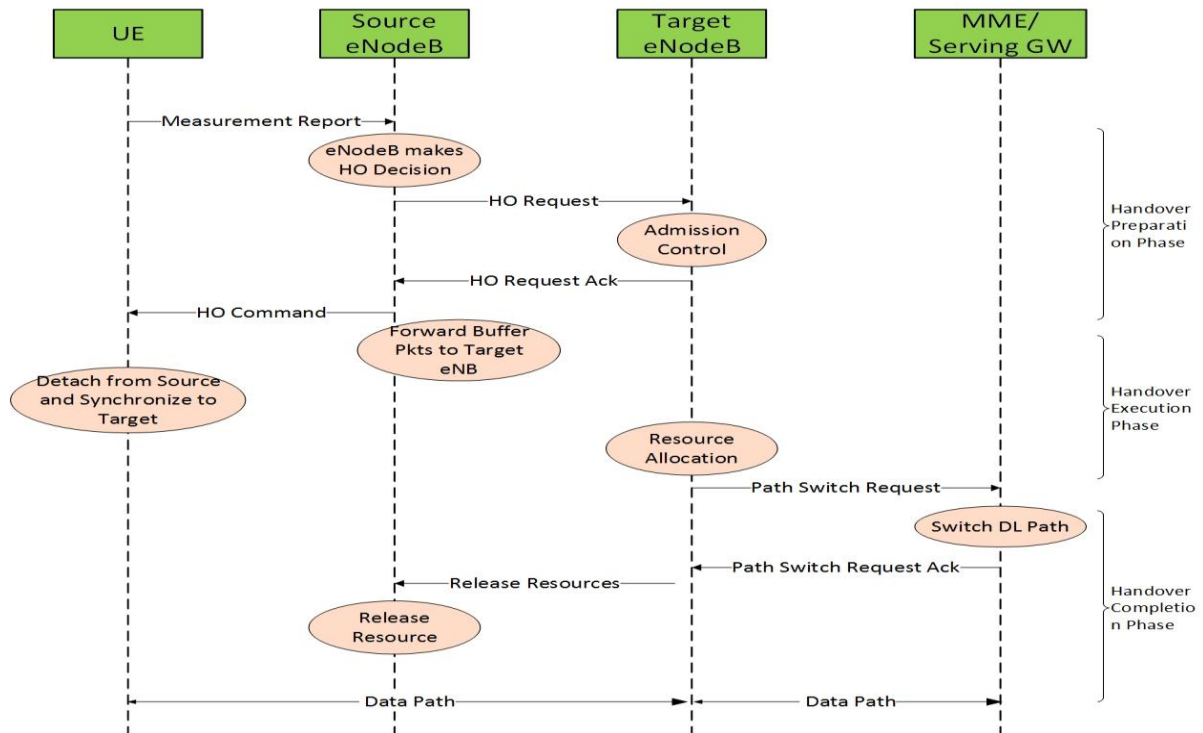 UE
Source
eNodeB
Target
eNodeB
MME/
Serving GW
Measurement Report
eNodeB makes
HO Decision
HO Request
Admission
Control
HO Request Ack
HO Command
Forward Buffer
Pkts to Target
eNB
Detach from Source
and Synchronize to
Target
Resource
Allocation
Path Switch Request
Switch DL Path
Path Switch Request Ack
Release Resources
Release
Resource
Data Path
Data Path
Handover
Preparati
on Phase
Handover
Execution
Phase
Handover
Completio
n Phase